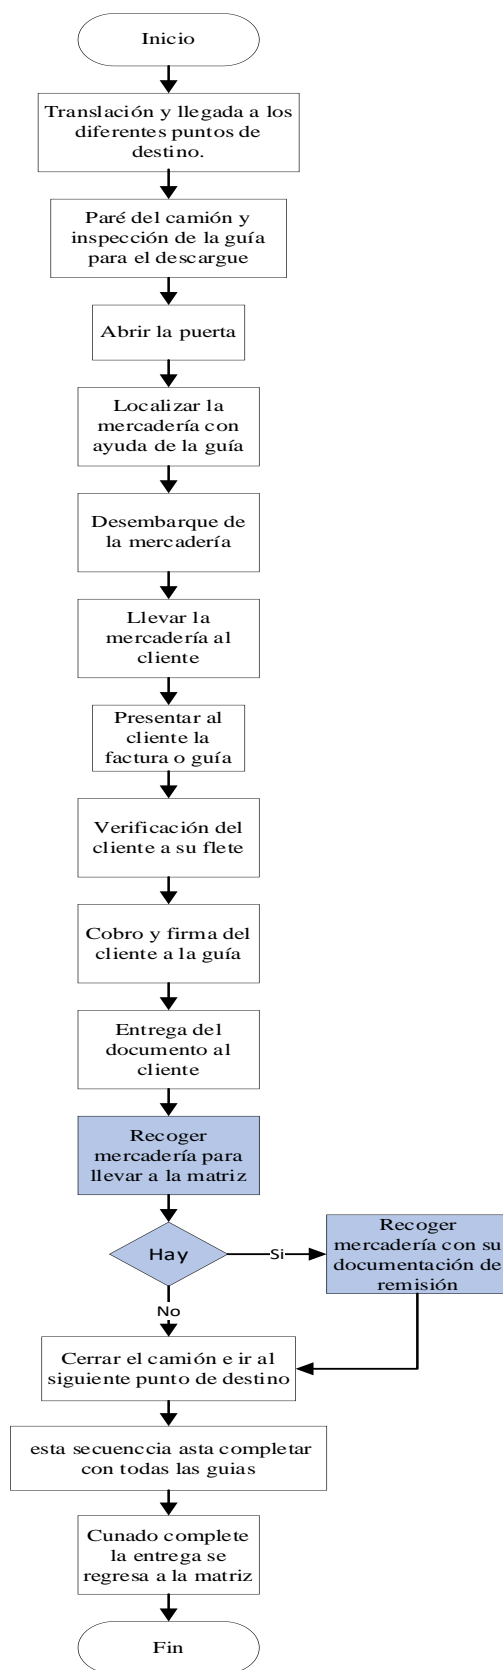 Inicio
Translación y llegada a los
diferentes puntos de
destino.
Paré del camión y
inspección de la guía
para el descargue
Abrir la puerta
Localizar la
mercadería con
ayuda de la guía
Desembarque de
la mercadería
Llevar la
mercadería al
cliente
Presentar al
cliente la
factura o guía
Verificación del
cliente a su flete
Cobro y firma del
cliente a la guía
Entrega del
documento al
cliente
Recoger
mercadería para
llevar a la matriz
Hay
Si
Recoger
mercadería con su
documentación de
remisión
No
Cerrar el camión e ir al
siguiente punto de destino
esta secuenccia asta completar
con todas las guias
Cunado complete
la entrega se
regresa a la matriz
Fin